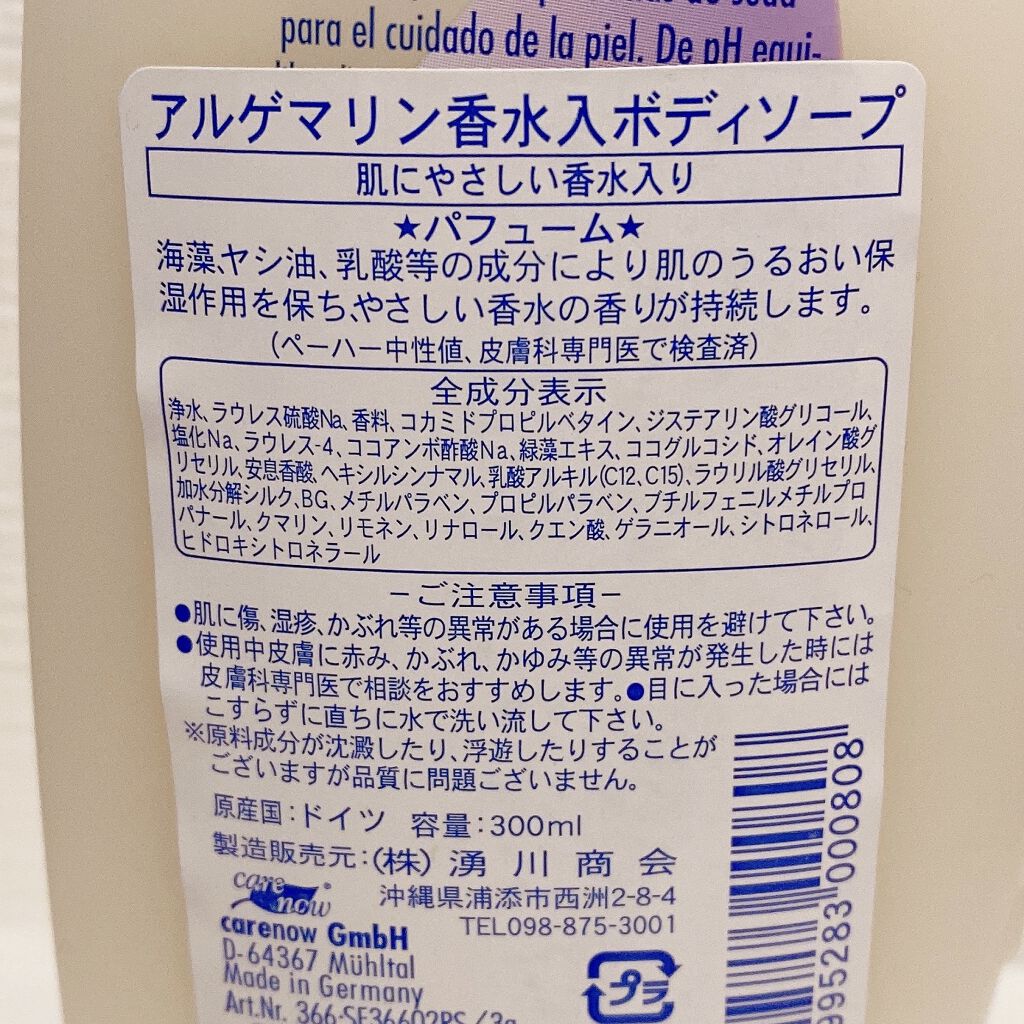 para el cuidado de la piel. De pH equi-
アルゲマリン香水入ボディソープ
肌にやさしい香水入り
★パフューム★
海藻、ヤシ油、乳酸等の成分により肌のうるおい保
湿作用を保ち、やさしい香水の香りが持続します。
(ペーハー中性値、皮膚科専門医で検査済)
全成分表示
浄水、ラウレス硫酸Na、香料、コカミドプロピルベタイン、ジステアリン酸グリコール、
塩化Na、ラウレス-4、ココアンボ酢酸Na、緑藻エキス、ココグルコシド、オレイン酸グ
リセリル、安息香酸、ヘキシルシンナマル、乳酸アルキル(C12、C15)、ラウリル酸グリセリル、
加水分解シルク、BG、メチルパラベン、プロピルパラベン、ブチルフェニルメチルプロ
パナール、クマリン、リモネン、リナロール、クエン酸、ゲラニオール、シトロネロール、
ヒドロキシトロネラール
－ご注意事項－
●肌に傷、湿疹、かぶれ等の異常がある場合に使用を避けて下さい。
●使用中皮膚に赤み、かぶれ、かゆみ等の異常が発生した時には
皮膚科専門医で相談をおすすめします。●目に入った場合には
こすらずに直ちに水で洗い流して下さい。
※原料成分が沈澱したり、浮遊したりすることが
ございますが品質に問題ございません。
原産国：ドイツ 容量：300ml
製造販売元：(株) 湧川商会
沖縄県浦添市西洲2-8-4
TEL098-875-3001
care now®
carenow GmbH
D-64367 Mühltal
Made in Germany
Art.Nr. 366-SE36602RS/3g
プラ
995283 000808